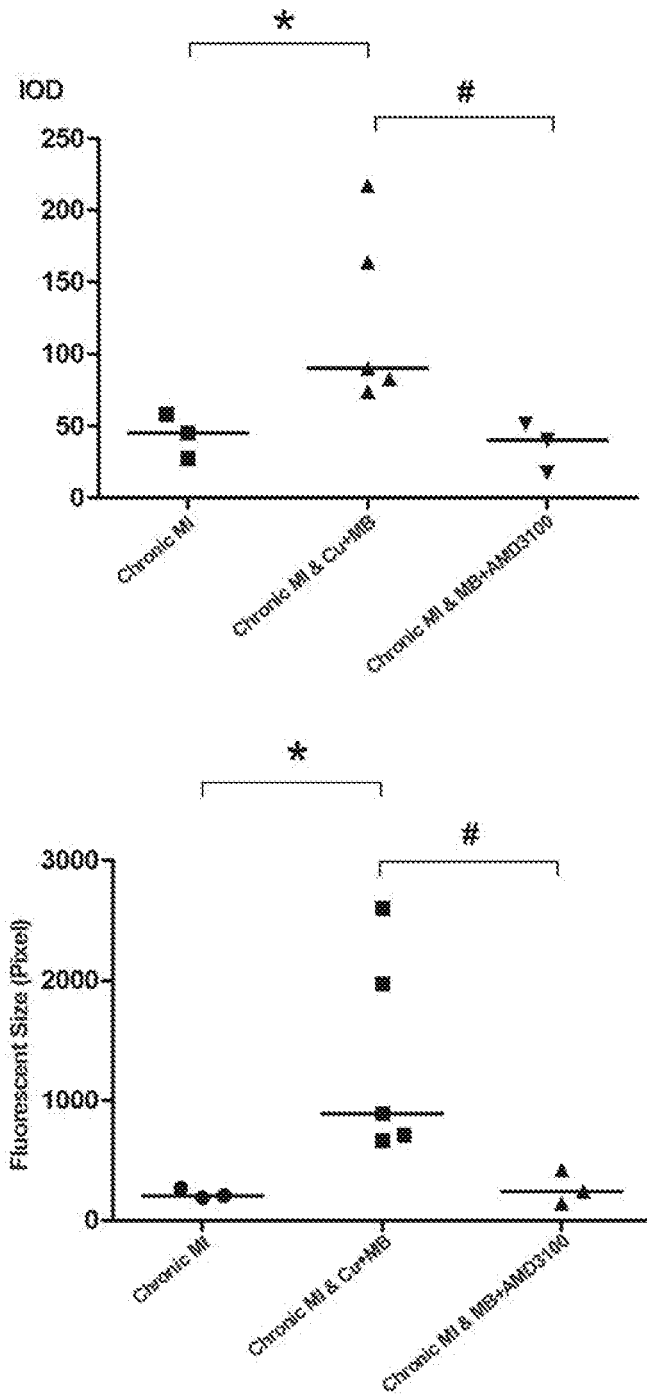 *
IOD
#
250
200
150
100
50
0
Chronic MI
Chronic MI & Cu+MB
Chronic MI & MB+AMD3100
*
#
Fluorescent Size (Pixel)
3000
2000
1000
0
Chronic MI
Chronic MI & Cu+MB
Chronic MI & MB+AMD3100